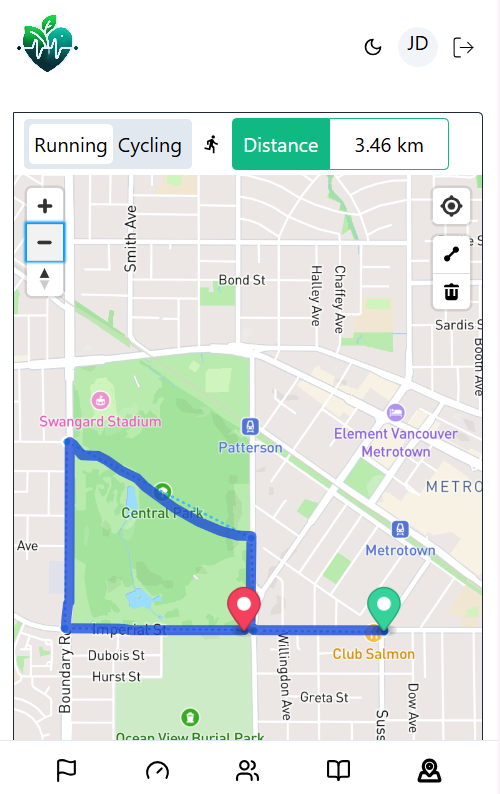 JD
Running Cycling Distance 3.46 km
Smith Ave
Bond St
Halley Ave
Chaffey Ave
Sardis S
Booth Ave
Swangard Stadium
Patterson
Element Vancouver
Metrotown
METRO
Central Park
Ave
Metrotown
Imperial St
Boundary R
Dubois St
Hurst St
Willingdon Ave
Club Salmon
Greta St
Dow Ave
Suss
Ocean View Burial Park